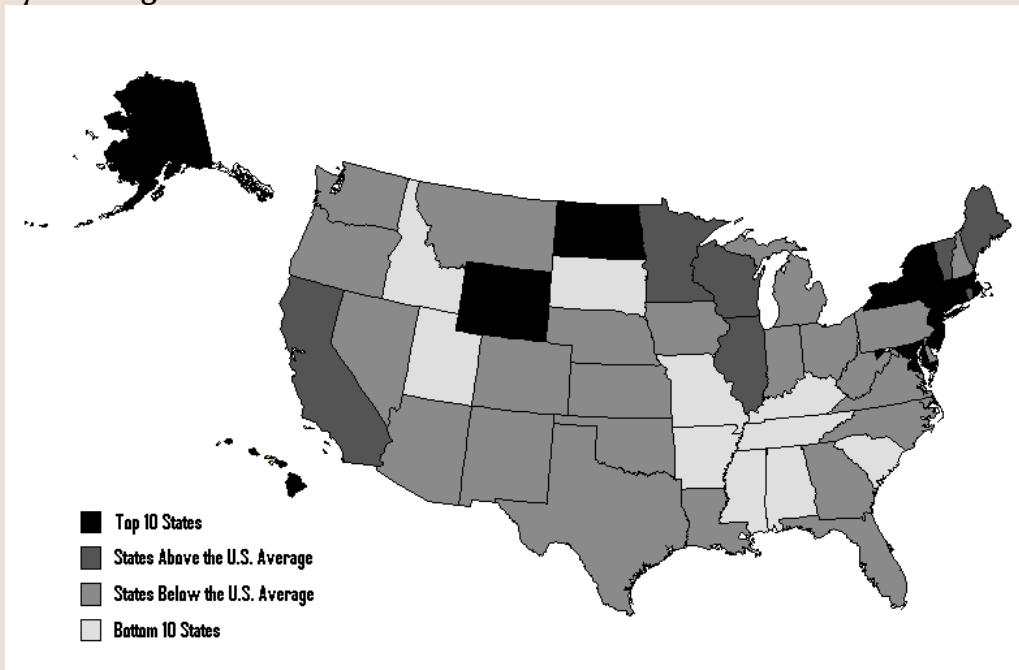 Top 10 States
States Above the U.S. Average
States Below the U.S. Average
Bottom 10 States